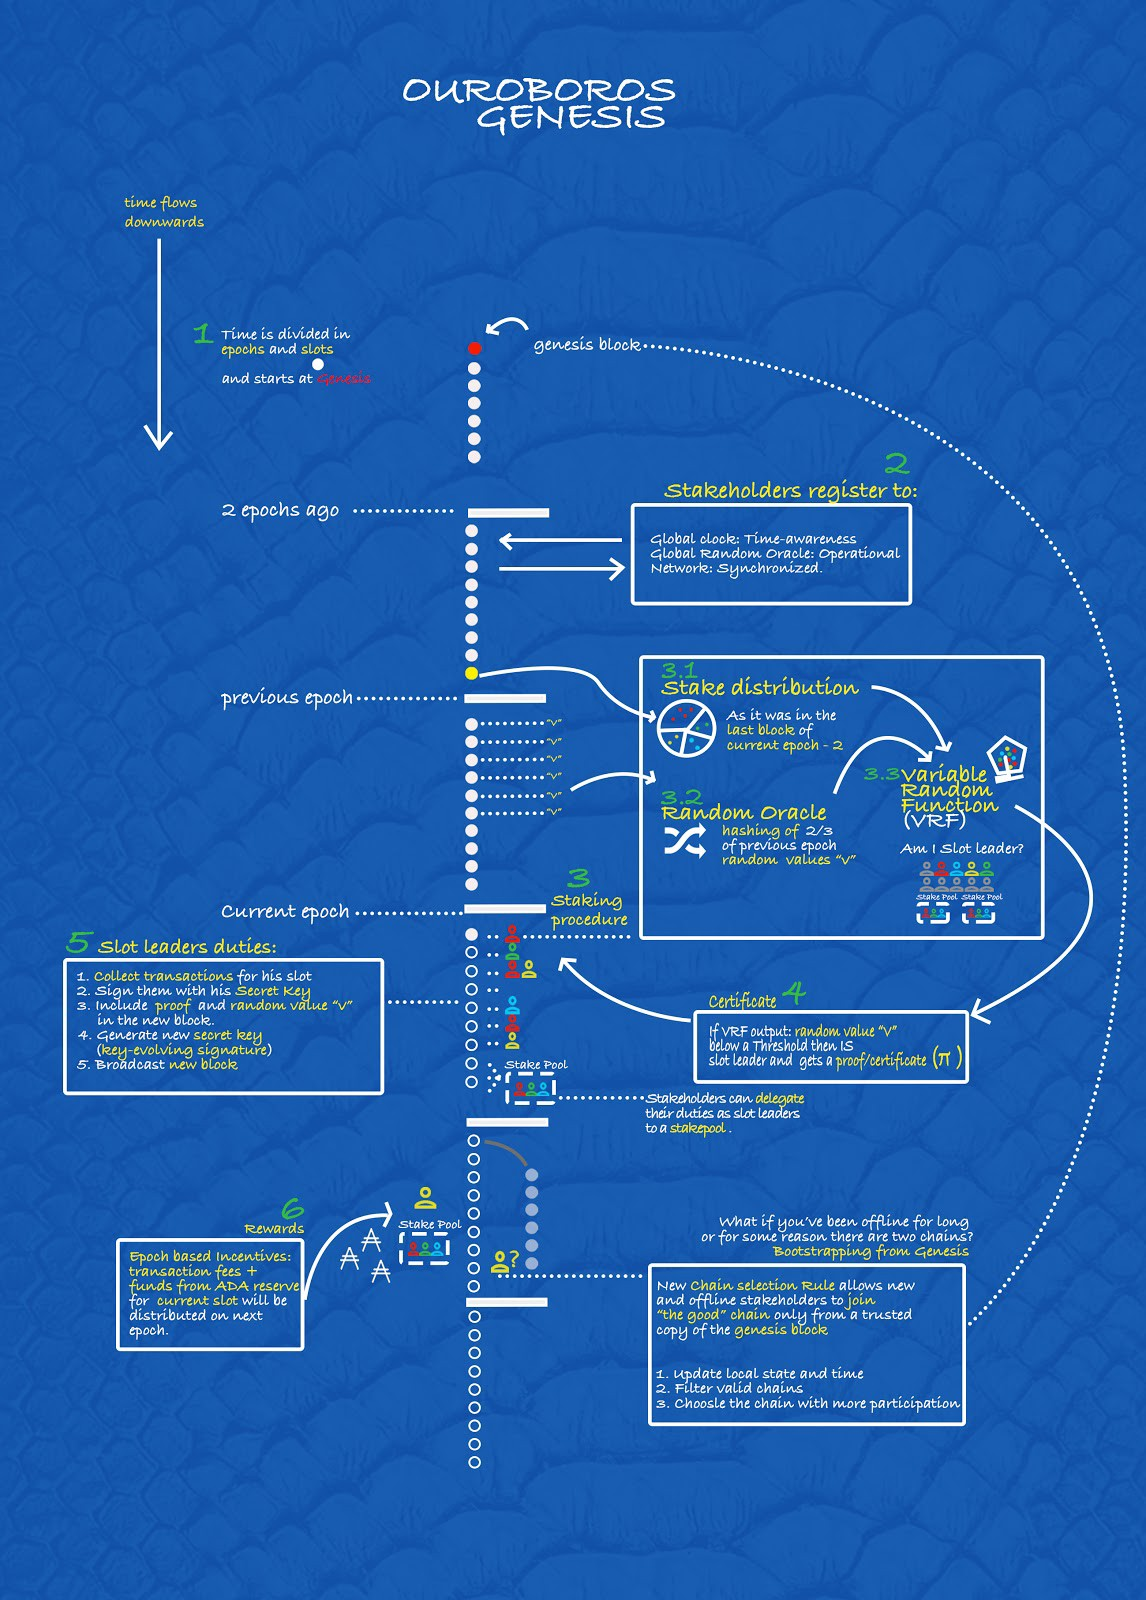 OUROBOROS
GENESIS
time flows
downwards
1
Time is divided in
epochs and slots
and starts at Genesis
genesis block
2 epochs ago
2
Stakeholders register to:
Global clock: Time-awareness
Global Random Oracle: Operational
Network: Synchronized.
previous epoch
"v"
"v"
"v"
"v"
"v"
"v"
3.1
Stake distribution
As it was in the
last block of
current epoch - 2
3.2
Random Oracle
hashing of 2/3
of previous epoch
random values "v"
3.3 Variable
Random
Function
(VRF)
Am I Slot leader?
Stake Pool Stake Pool
Current epoch
3
Staking
procedure
5 Slot leaders duties:
1. Collect transactions for his slot
2. Sign them with his Secret Key
3. Include proof and random value "v"
in the new block.
4. Generate new secret key
(key-evolving signature)
5. Broadcast new block
Certificate 4
If VRF output: random value "v"
below a Threshold then IS
slot leader and gets a proof/certificate (π)
Stake Pool
Stakeholders can delegate
their duties as slot leaders
to a stakepool .
6
Rewards
Epoch based Incentives:
transaction fees +
funds from ADA reserve
for current slot will be
distributed on next
epoch.
Stake Pool
?
What if you've been offline for long
or for some reason there are two chains?
Bootstrapping from Genesis
New Chain selection Rule allows new
and offline stakeholders to join
"the good" chain only from a trusted
copy of the genesis block
1. Update local state and time
2. Filter valid chains
3. Choosle the chain with more participation